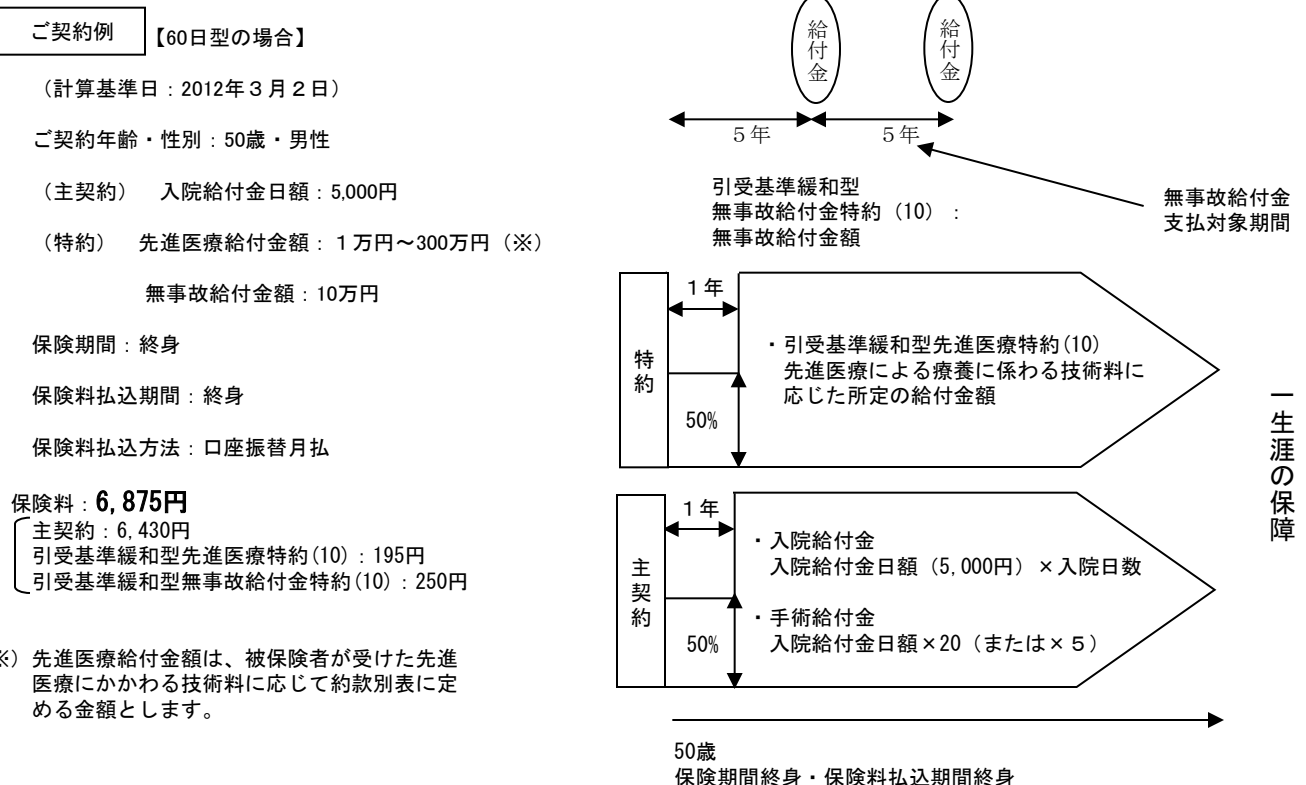 ご契約例
【60日型の場合】
（計算基準日：2012年３月２日）
ご契約年齢・性別：50歳・男性
（主契約） 入院給付金日額：5,000円
（特約） 先進医療給付金額：１万円～300万円（※）
無事故給付金額：10万円
保険期間：終身
保険料払込期間：終身
保険料払込方法：口座振替月払
保険料：6,875円
主契約：6,430円
引受基準緩和型先進医療特約(10)：195円
引受基準緩和型無事故給付金特約(10)：250円
※）先進医療給付金額は、被保険者が受けた先進
医療にかかわる技術料に応じて約款別表に定
める金額とします。
給付金
給付金
５年
５年
引受基準緩和型
無事故給付金特約（10）：
無事故給付金額
無事故給付金
支払対象期間
特約
１年
50%
・引受基準緩和型先進医療特約(10)
先進医療による療養に係わる技術料に
応じた所定の給付金額
主契約
１年
50%
・入院給付金
入院給付金日額（5,000円）×入院日数
・手術給付金
入院給付金日額×20（または×５）
一生涯の保障
50歳
保険期間終身・保険料払込期間終身